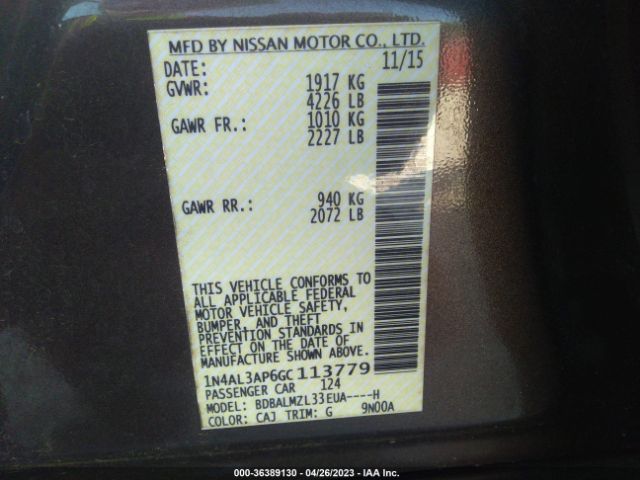 MFD BY NISSAN MOTOR CO., LTD.
DATE: 11/15
GVWR: 1917 KG
4226 LB
GAWR FR.: 1010 KG
2227 LB
GAWR RR.: 940 KG
2072 LB
THIS VEHICLE CONFORMS TO
ALL APPLICABLE FEDERAL
MOTOR VEHICLE SAFETY,
BUMPER, AND THEFT
PREVENTION STANDARDS IN
EFFECT ON THE DATE OF
MANUFACTURE SHOWN ABOVE.
1N4AL3AP6GC113779
PASSENGER CAR 124
MODEL: BDBALMZL33EUA----H
COLOR: CAJ TRIM: G 9N00A
000-36389130 - 04/26/2023 - IAA Inc.